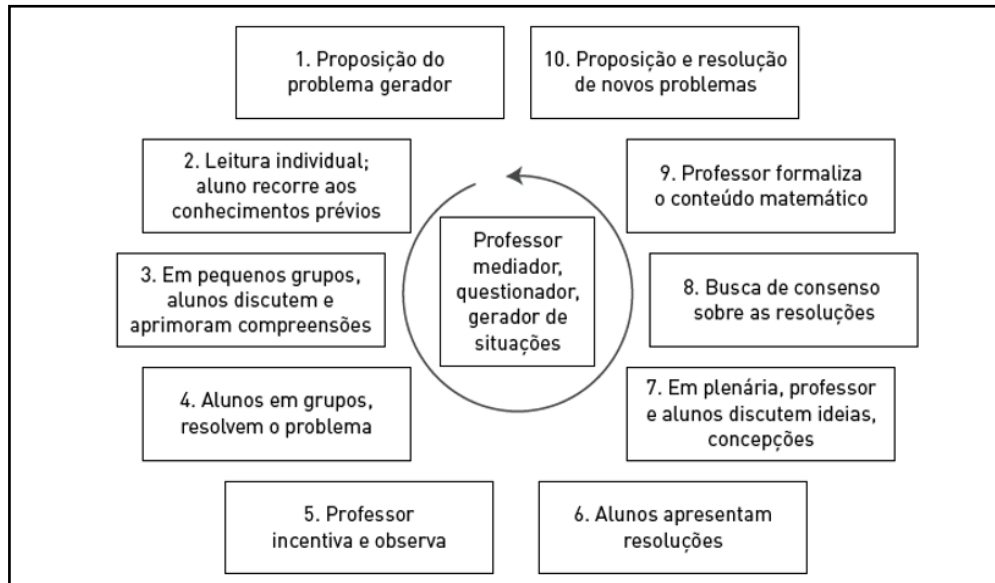 1. Proposição do
problema gerador
10. Proposição e resolução
de novos problemas
2. Leitura individual;
aluno recorre aos
conhecimentos prévios
9. Professor formaliza
o conteúdo matemático
Professor
mediador,
questionador,
gerador de
situações
3. Em pequenos grupos,
alunos discutem e
aprimoram compreensões
8. Busca de consenso
sobre as resoluções
4. Alunos em grupos,
resolvem o problema
7. Em plenária, professor
e alunos discutem ideias,
concepções
5. Professor
incentiva e observa
6. Alunos apresentam
resoluções